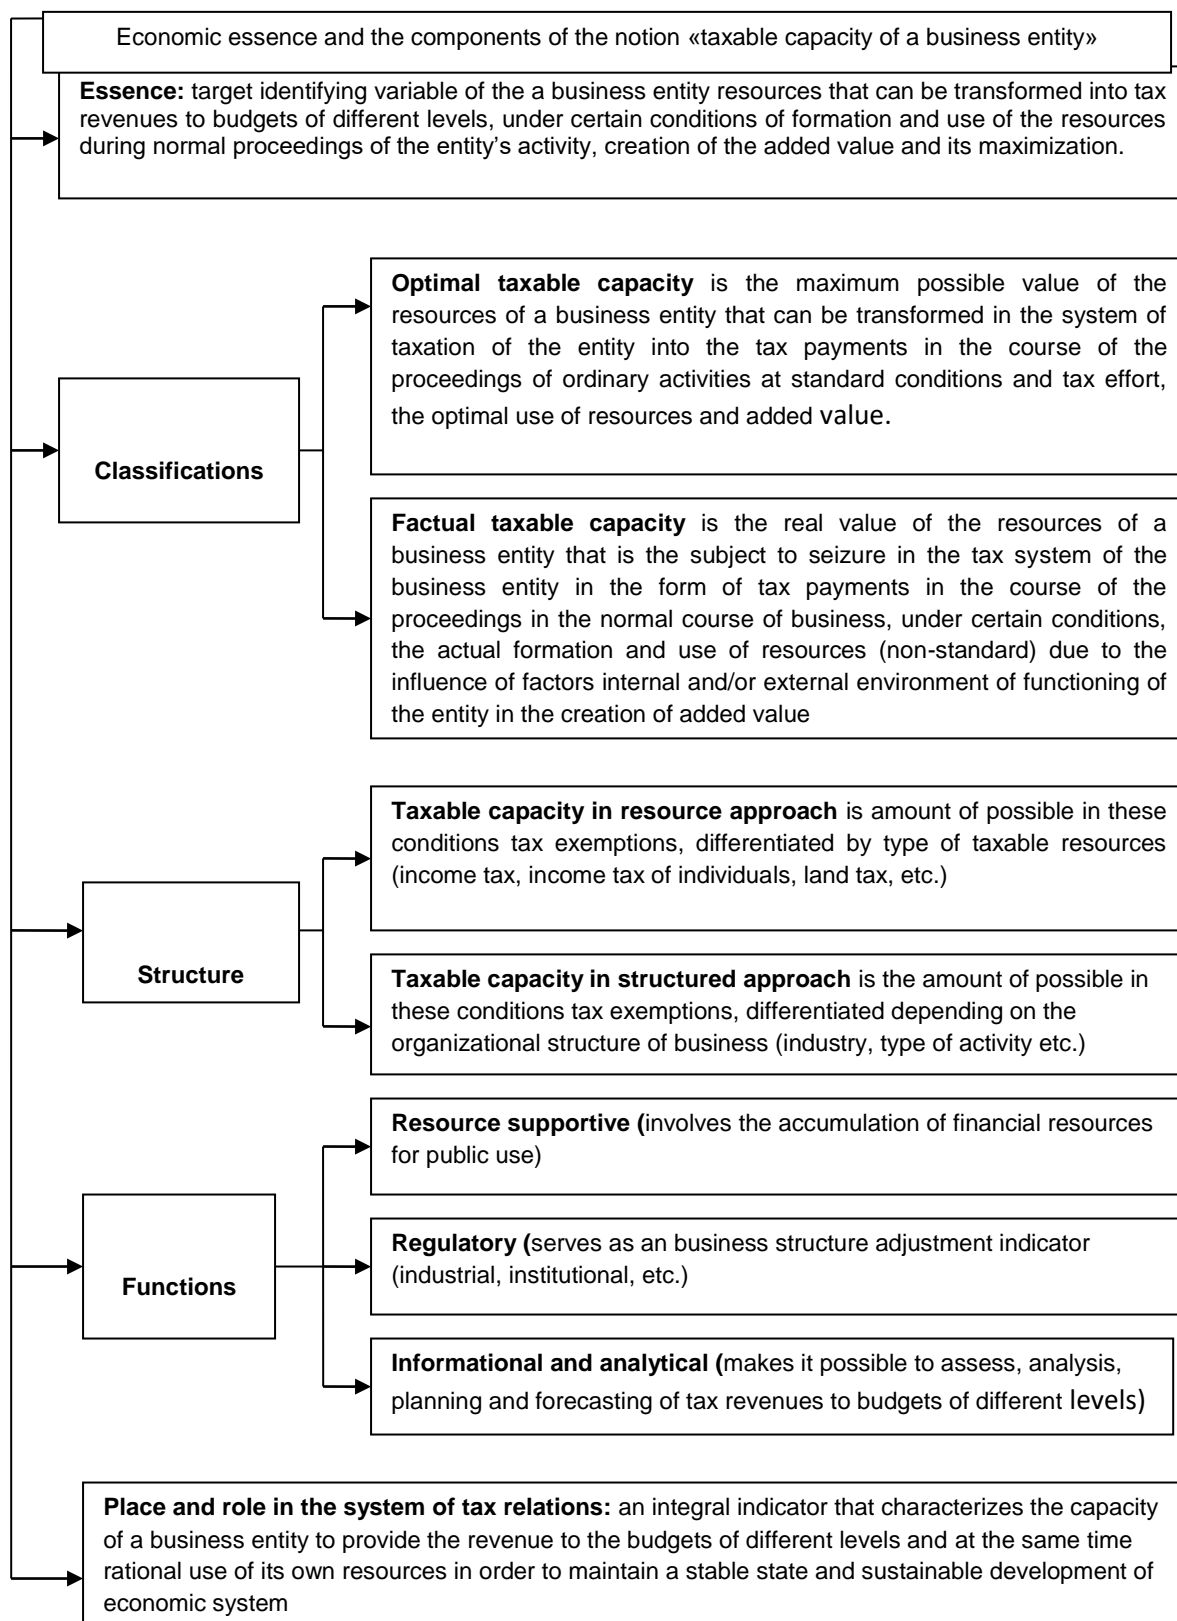 Economic essence and the components of the notion «taxable capacity of a business entity»
Essence: target identifying variable of the a business entity resources that can be transformed into tax
revenues to budgets of different levels, under certain conditions of formation and use of the resources
during normal proceedings of the entity’s activity, creation of the added value and its maximization.
Classifications
Optimal taxable capacity is the maximum possible value of the
resources of a business entity that can be transformed in the system of
taxation of the entity into the tax payments in the course of the
proceedings of ordinary activities at standard conditions and tax effort,
the optimal use of resources and added value.
Factual taxable capacity is the real value of the resources of a
business entity that is the subject to seizure in the tax system of the
business entity in the form of tax payments in the course of the
proceedings in the normal course of business, under certain conditions,
the actual formation and use of resources (non-standard) due to the
influence of factors internal and/or external environment of functioning of
the entity in the creation of added value
Structure
Taxable capacity in resource approach is amount of possible in these
conditions tax exemptions, differentiated by type of taxable resources
(income tax, income tax of individuals, land tax, etc.)
Taxable capacity in structured approach is the amount of possible in
these conditions tax exemptions, differentiated depending on the
organizational structure of business (industry, type of activity etc.)
Functions
Resource supportive (involves the accumulation of financial resources
for public use)
Regulatory (serves as an business structure adjustment indicator
(industrial, institutional, etc.)
Informational and analytical (makes it possible to assess, analysis,
planning and forecasting of tax revenues to budgets of different levels)
Place and role in the system of tax relations: an integral indicator that characterizes the capacity
of a business entity to provide the revenue to the budgets of different levels and at the same time
rational use of its own resources in order to maintain a stable state and sustainable development of
economic system